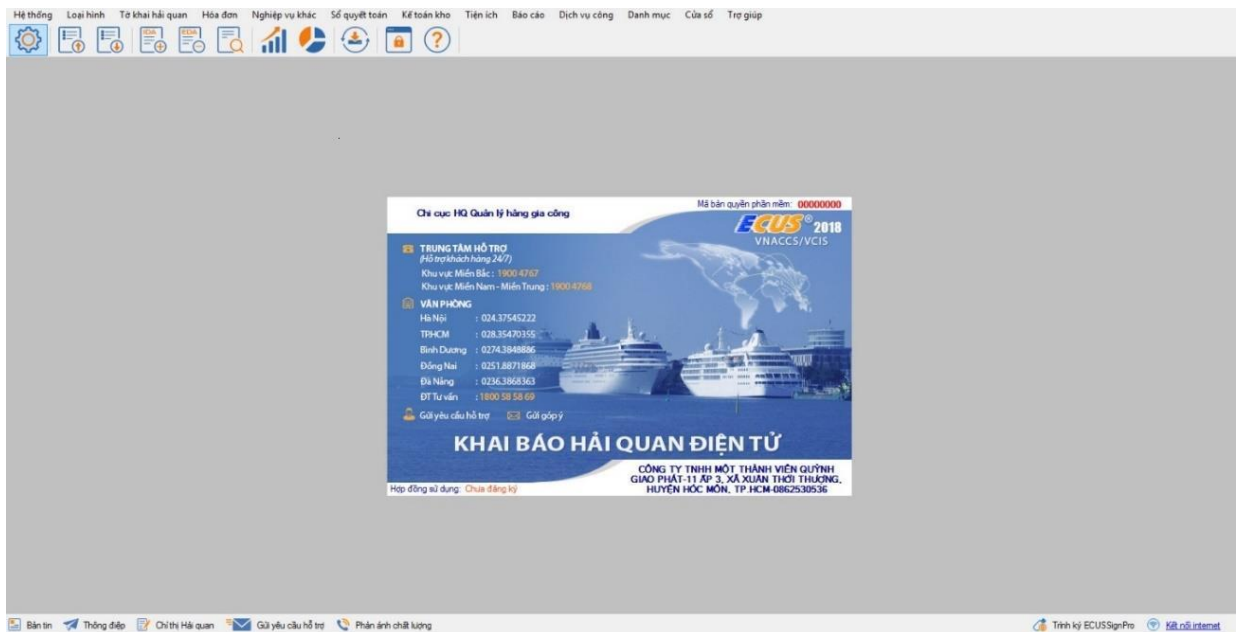 Hệ thống Loại hình Tờ khai hải quan Hóa đơn Nghiệp vụ khác Sổ quyết toán Kế toán kho Tiện ích Báo cáo Dịch vụ công Danh mục Cửa sổ Trợ giúp
IDA EDA
Mã bản quyền phần mềm: 00000000
Chi cục HQ Quản lý hàng gia công
ECUS® 2018
VNACCS/VCIS
TRUNG TÂM HỖ TRỢ
(Hỗ trợ khách hàng 24/7)
Khu vực Miền Bắc : 1900 4767
Khu vực Miền Nam - Miền Trung : 1900 4768
VĂN PHÒNG
Hà Nội : 024.37545222
TP.HCM : 028.35470355
Bình Dương : 0274.3848886
Đồng Nai : 0251.8871868
Đà Nẵng : 0236.3868363
ĐT Tư vấn : 1800 58 58 69
Gửi yêu cầu hỗ trợ Gửi góp ý
KHAI BÁO HẢI QUAN ĐIỆN TỬ
CÔNG TY TNHH MỘT THÀNH VIÊN QUỲNH
GIAO PHÁT-11 ẤP 3, XÃ XUÂN THỚI THƯỢNG,
HUYỆN HÓC MÔN, TP.HCM-0862530536
Hợp đồng sử dụng: Chưa đăng ký
Bản tin Thông điệp Chỉ thị Hải quan Gửi yêu cầu hỗ trợ Phản ánh chất lượng Trình ký ECUSSignPro Kết nối internet